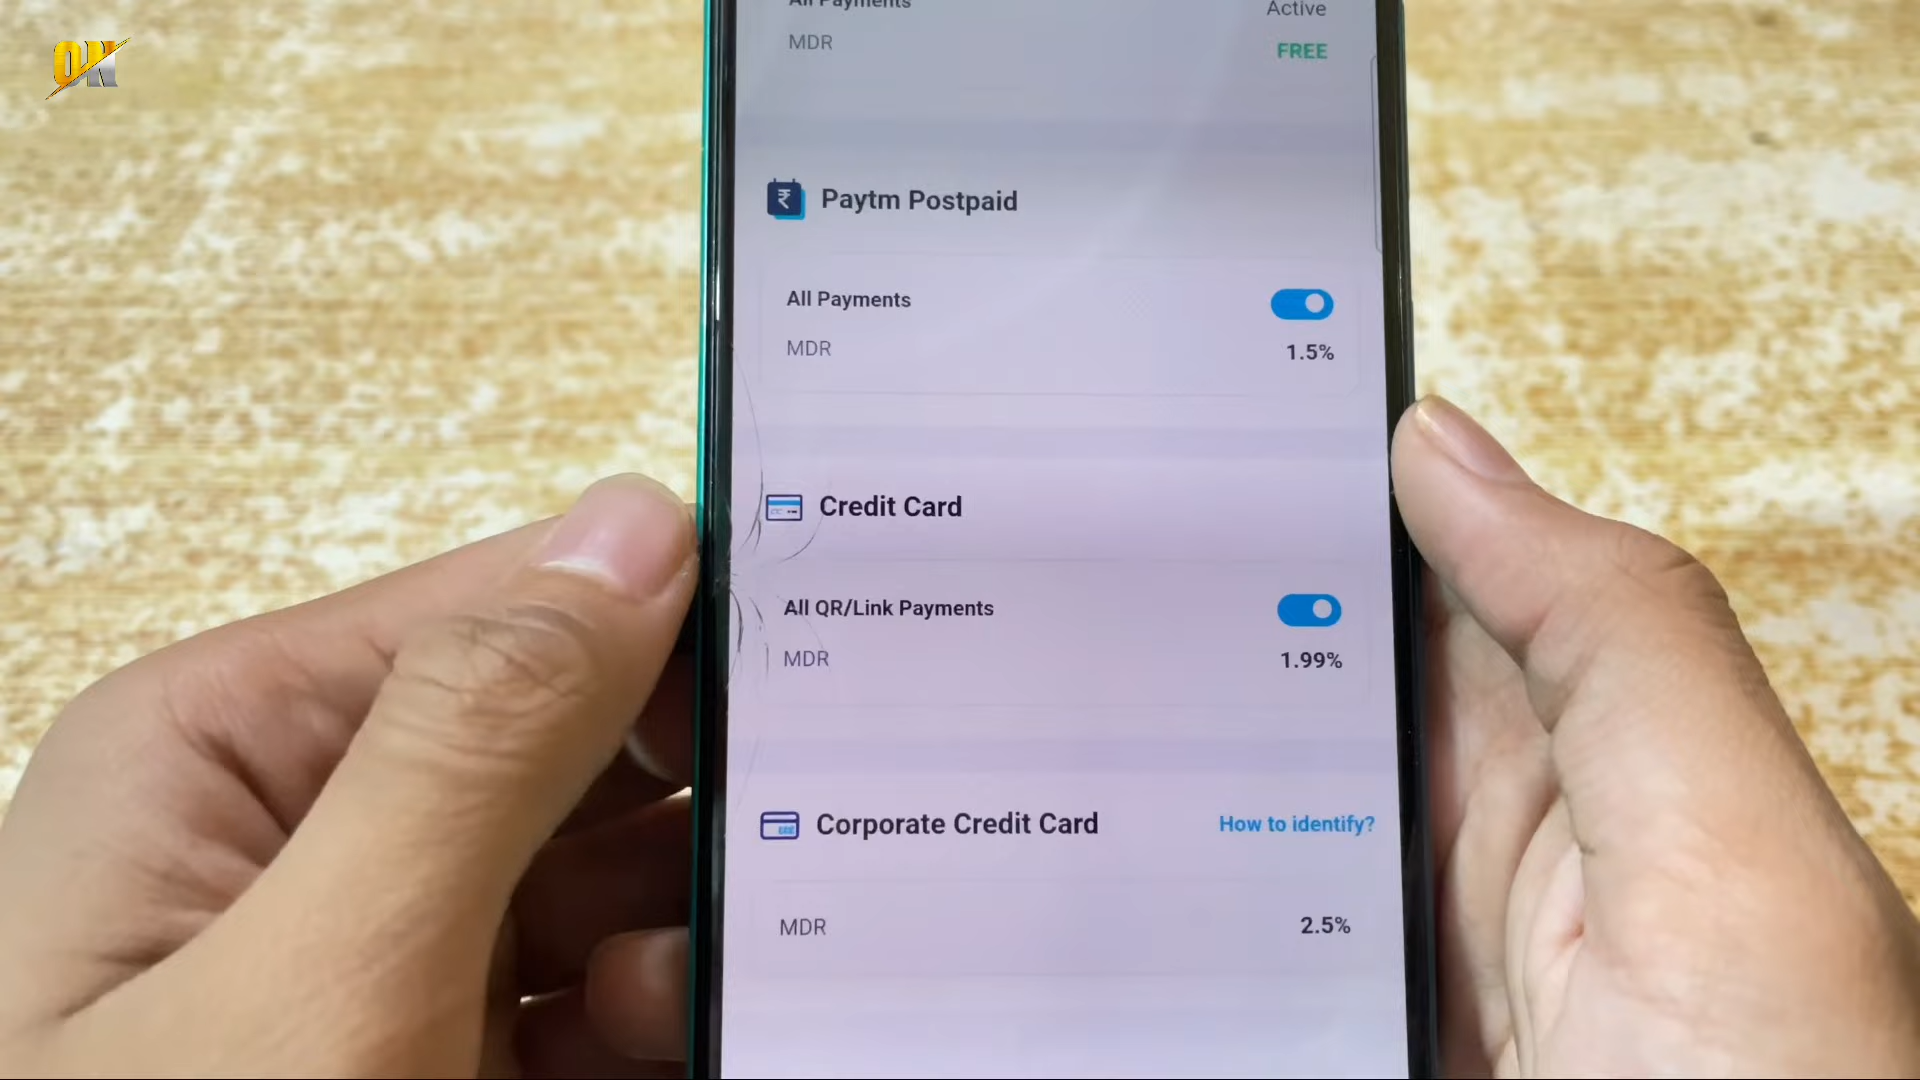 ON
All Payments
Active
MDR
FREE
Paytm Postpaid
All Payments
MDR
1.5%
Credit Card
All QR/Link Payments
MDR
1.99%
Corporate Credit Card
How to identify?
MDR
2.5%